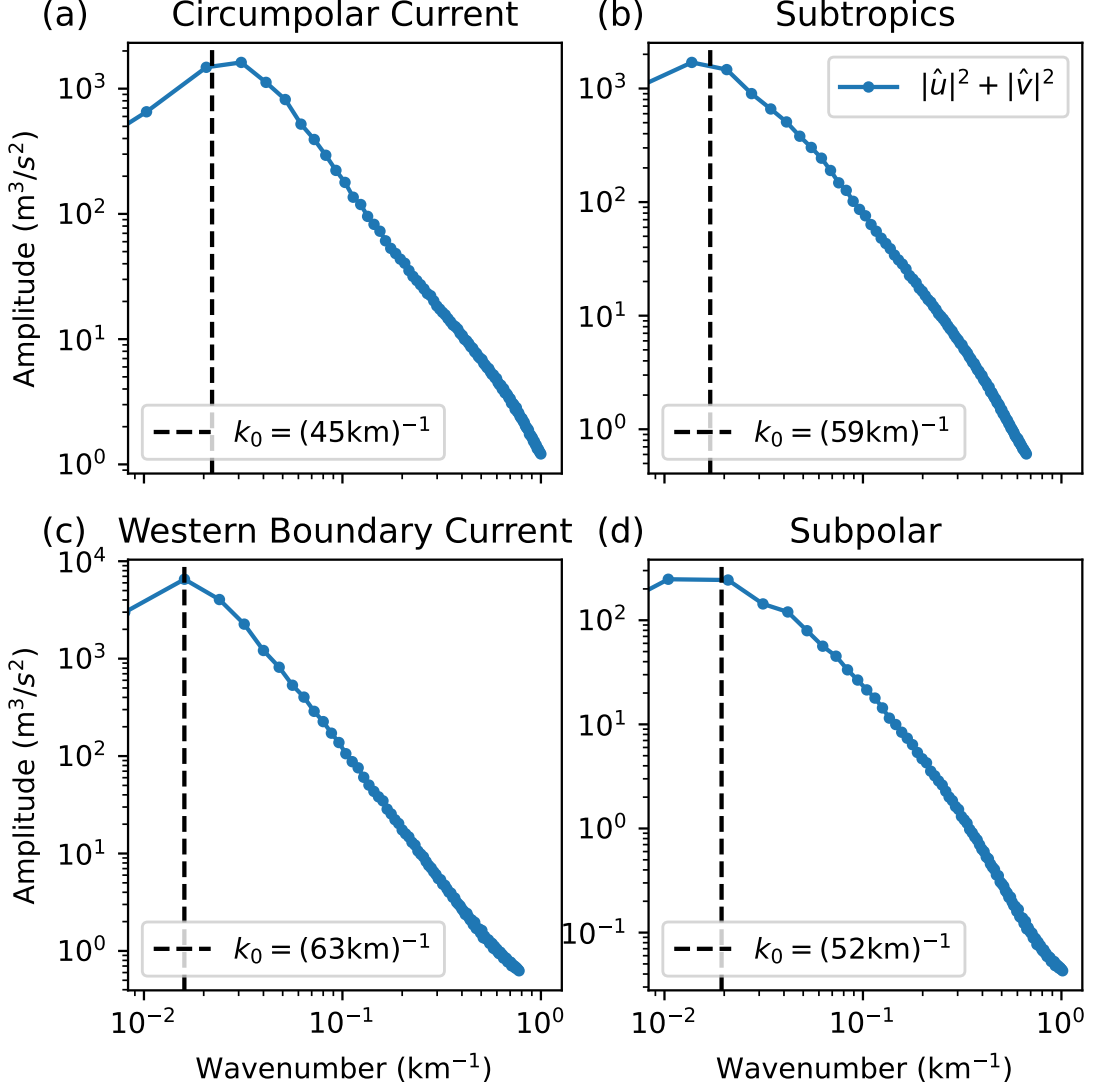 (a) Circumpolar Current
(b) Subtropics
Amplitude (m³/s²)
10³
10²
10¹
10⁰
k₀ = (45km)⁻¹
10³
10²
10¹
10⁰
|û|² + |v̂|²
k₀ = (59km)⁻¹
(c) Western Boundary Current
(d) Subpolar
Amplitude (m³/s²)
10⁴
10³
10²
10¹
10⁰
k₀ = (63km)⁻¹
10⁻² 10⁻¹ 10⁰
Wavenumber (km⁻¹)
10²
10¹
10⁰
10⁻¹
k₀ = (52km)⁻¹
10⁻² 10⁻¹ 10⁰
Wavenumber (km⁻¹)